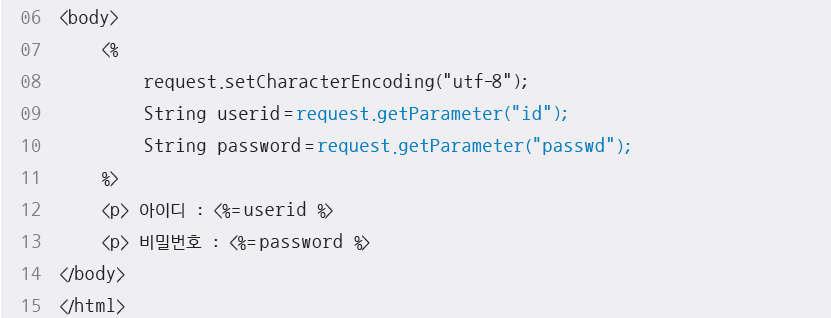 06 <body>
07 <%
08 request.setCharacterEncoding("utf-8");
09 String userid=request.getParameter("id");
10 String password=request.getParameter("passwd");
11 %>
12 <p> 아이디 : <%=userid %>
13 <p> 비밀번호 : <%=password %>
14 </body>
15 </html>